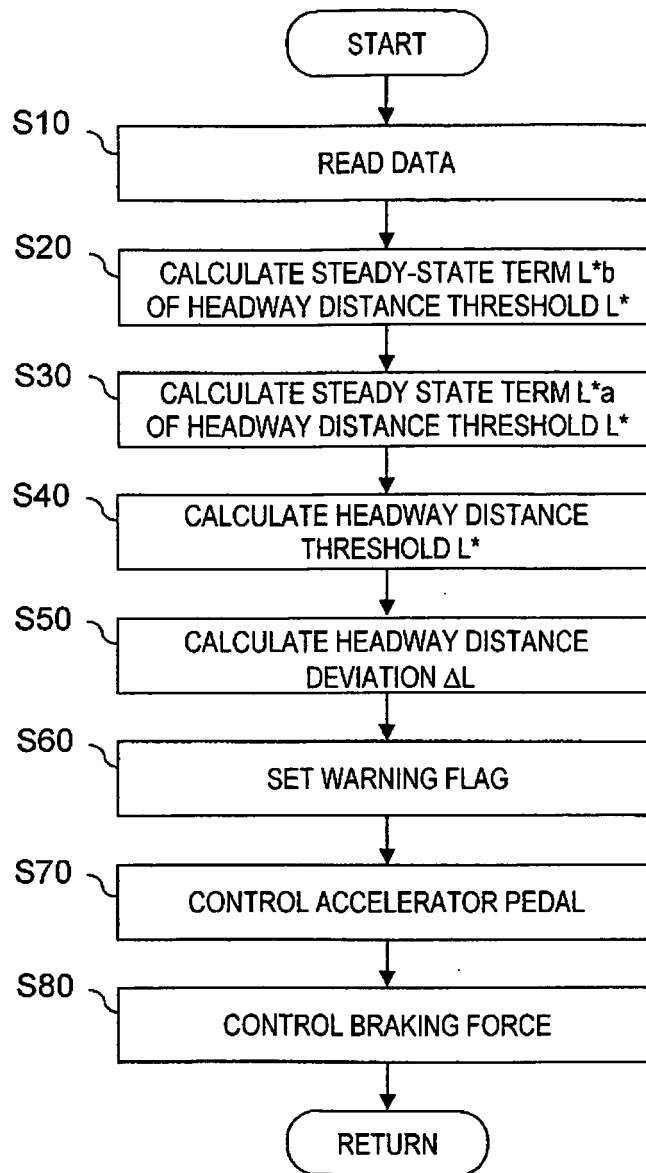 START
S10
READ DATA
S20
CALCULATE STEADY-STATE TERM L*b
OF HEADWAY DISTANCE THRESHOLD L*
S30
CALCULATE STEADY STATE TERM L*a
OF HEADWAY DISTANCE THRESHOLD L*
S40
CALCULATE HEADWAY DISTANCE
THRESHOLD L*
S50
CALCULATE HEADWAY DISTANCE
DEVIATION ΔL
S60
SET WARNING FLAG
S70
CONTROL ACCELERATOR PEDAL
S80
CONTROL BRAKING FORCE
RETURN